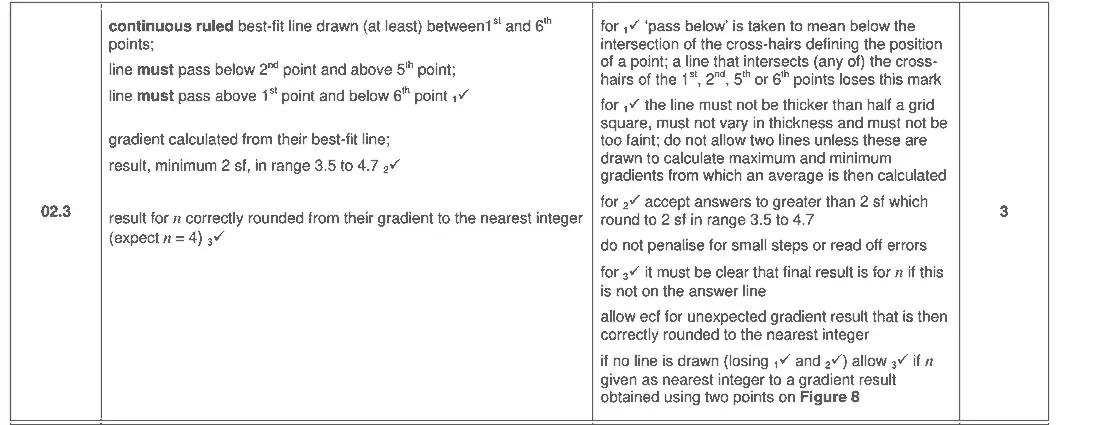 continuous ruled best-fit line drawn (at least) between1st and 6th
points;
line must pass below 2nd point and above 5th point;
line must pass above 1st point and below 6th point 1✓
gradient calculated from their best-fit line;
result, minimum 2 sf, in range 3.5 to 4.7 2✓
02.3
result for n correctly rounded from their gradient to the nearest integer
(expect n = 4) 3✓
for 1✓ 'pass below' is taken to mean below the
intersection of the cross-hairs defining the position
of a point; a line that intersects (any of) the cross-
hairs of the 1st, 2nd, 5th or 6th points loses this mark
for 1✓ the line must not be thicker than half a grid
square, must not vary in thickness and must not be
too faint; do not allow two lines unless these are
drawn to calculate maximum and minimum
gradients from which an average is then calculated
for 2✓ accept answers to greater than 2 sf which
round to 2 sf in range 3.5 to 4.7
do not penalise for small steps or read off errors
for 3✓ it must be clear that final result is for n if this
is not on the answer line
allow ecf for unexpected gradient result that is then
correctly rounded to the nearest integer
if no line is drawn (losing 1✓ and 2✓) allow 3✓ if n
given as nearest integer to a gradient result
obtained using two points on Figure 8
3